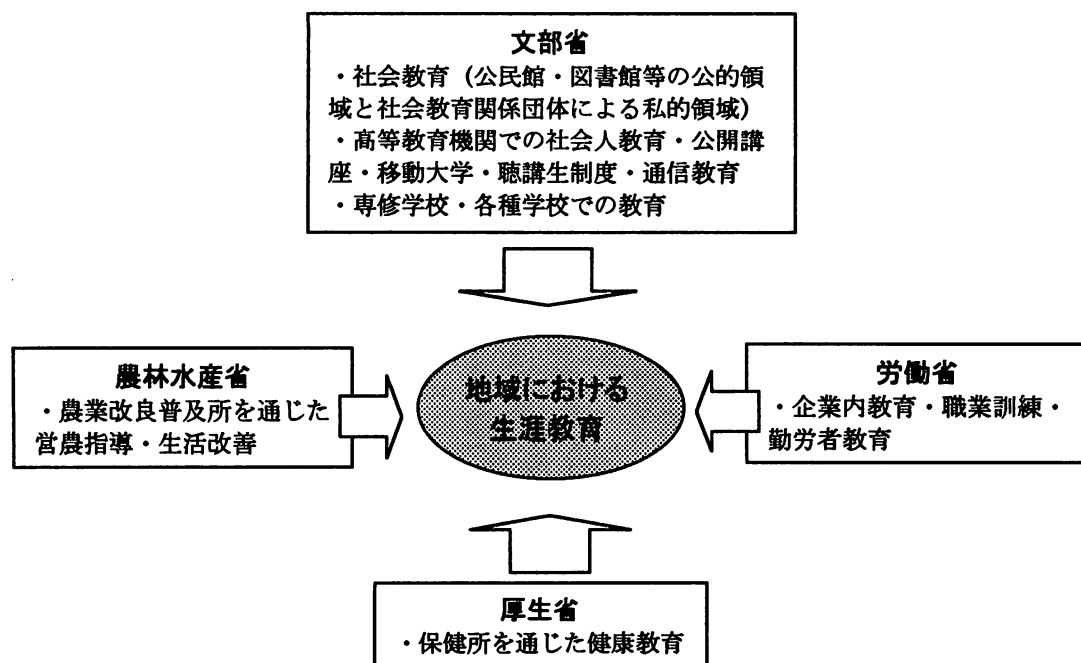 文部省
・社会教育（公民館・図書館等の公的領
域と社会教育関係団体による私的領域）
・高等教育機関での社会人教育・公開講
座・移動大学・聴講生制度・通信教育
・専修学校・各種学校での教育
農林水産省
・農業改良普及所を通じた
営農指導・生活改善
地域における
生涯教育
労働省
・企業内教育・職業訓練・
勤労者教育
厚生省
・保健所を通じた健康教育